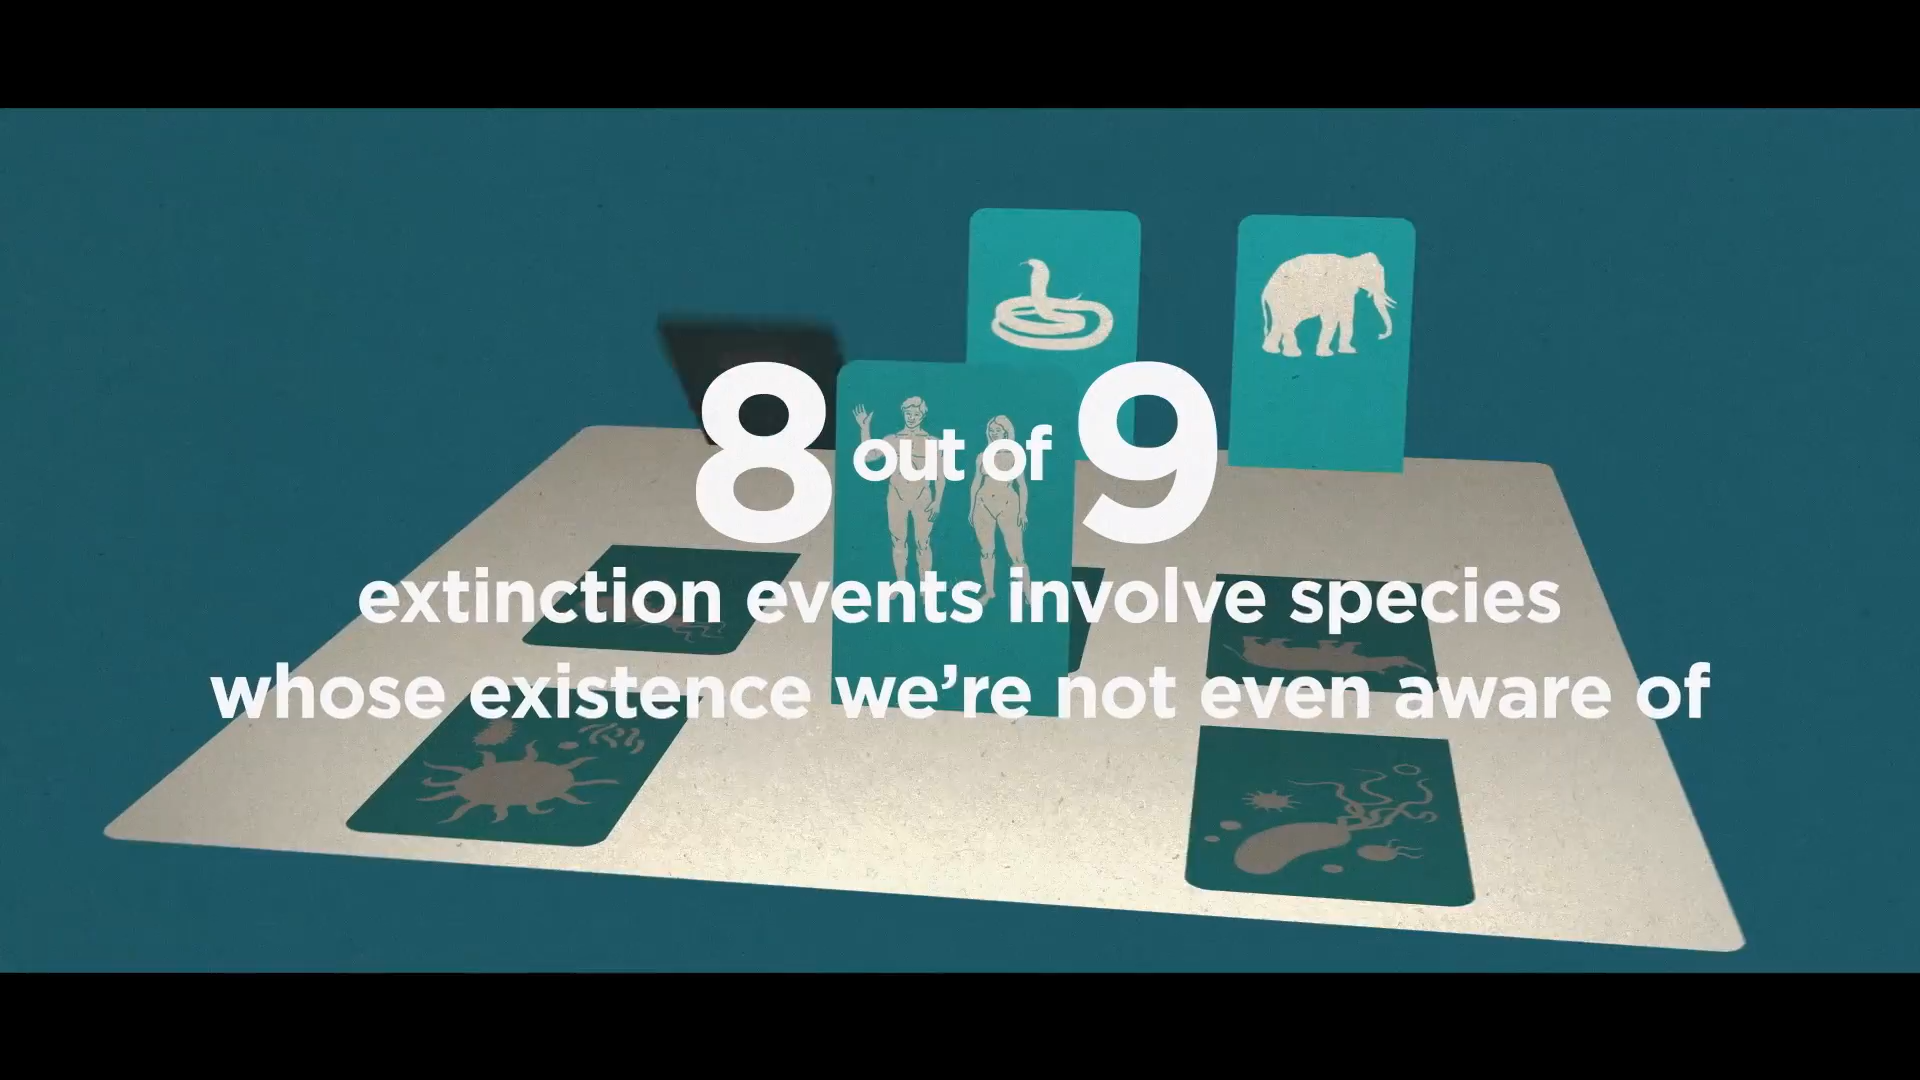 8 out of 9
extinction events involve species
whose existence we're not even aware of